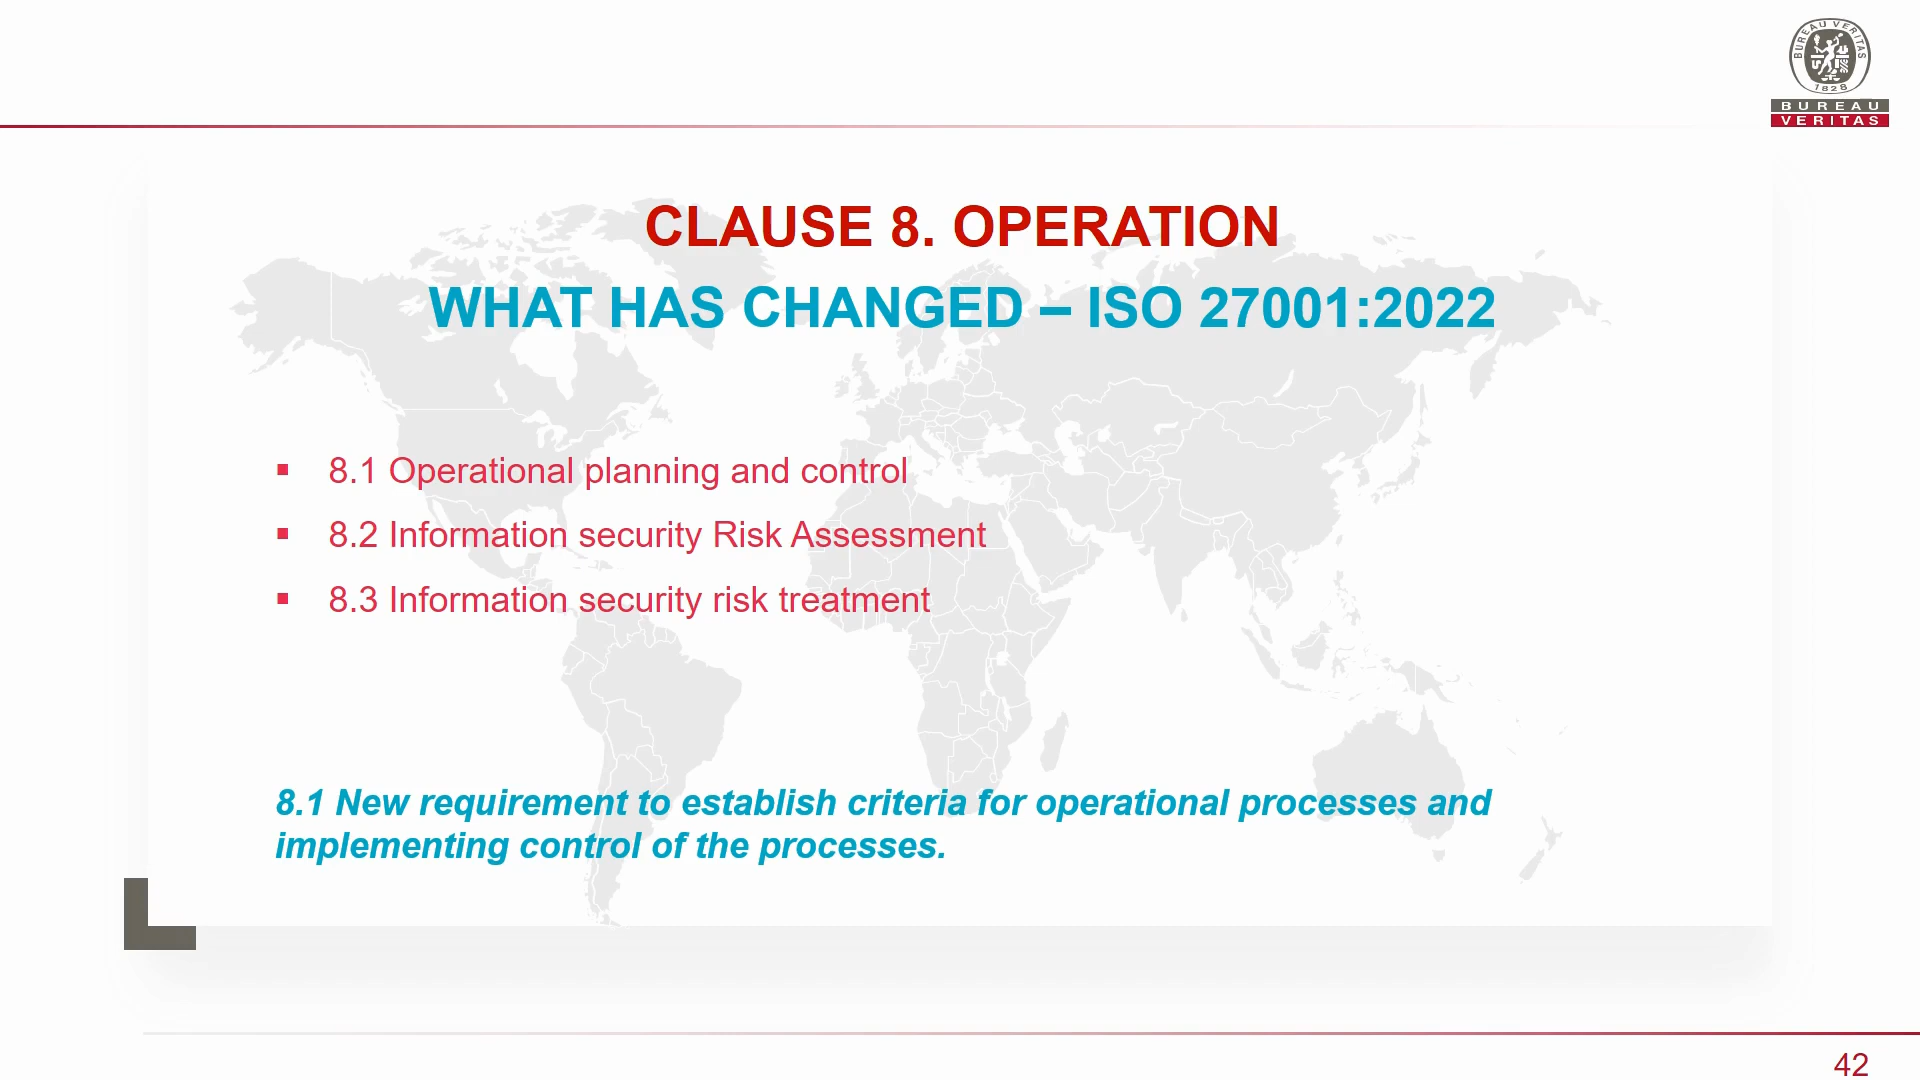 BUREAU VERITAS
1828
BUREAU
VERITAS
CLAUSE 8. OPERATION
WHAT HAS CHANGED – ISO 27001:2022
▪ 8.1 Operational planning and control
▪ 8.2 Information security Risk Assessment
▪ 8.3 Information security risk treatment
8.1 New requirement to establish criteria for operational processes and
implementing control of the processes.
42